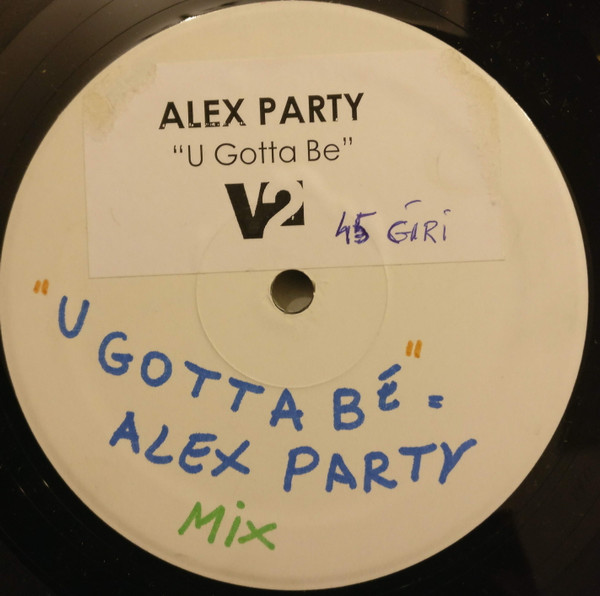 ALEX PARTY
“U Gotta Be”
V2
45 GIRI
"U GOTTA BÉ" =
ALEX PARTY
Mix